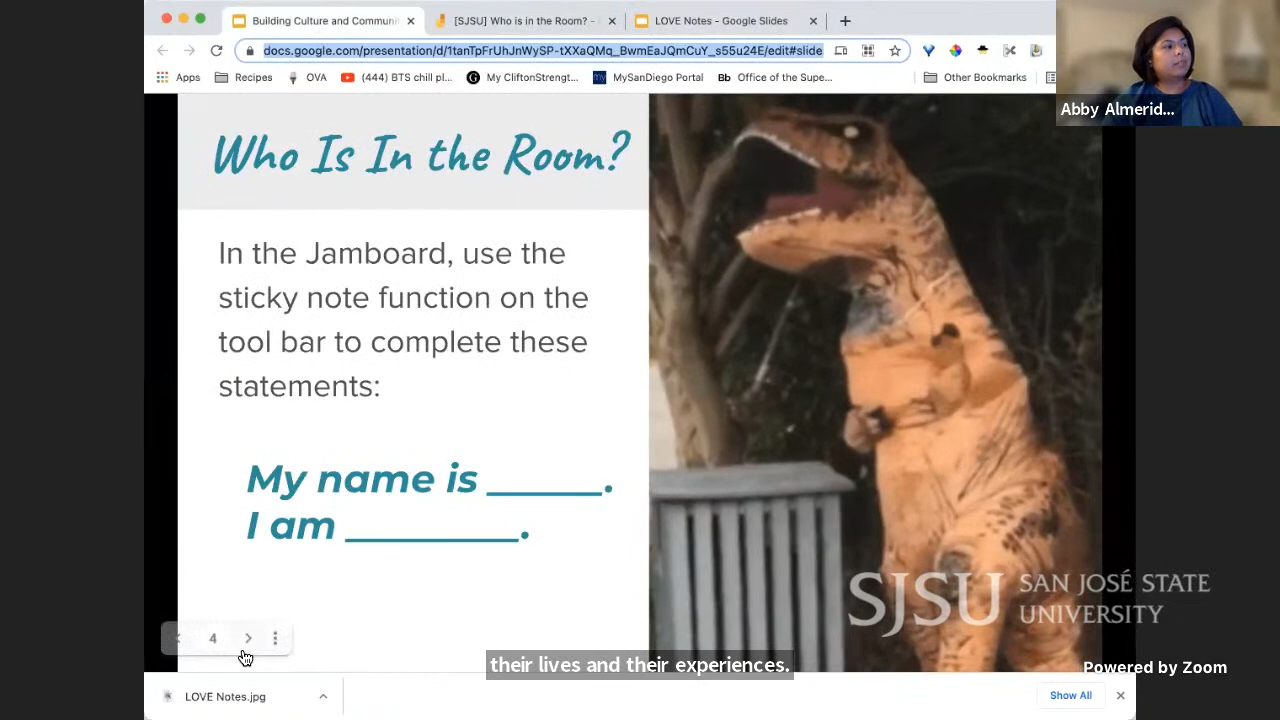 Building Culture and Communit
[SJSU] Who is in the Room? -
LOVE Notes - Google Slides
docs.google.com/presentation/d/1tanTpFrUhJnWySP-tXXaQMq_BwmEaJQmCuY_s55u24E/edit#slide
Apps
Recipes
OVA
(444) BTS chill pl...
My CliftonStrengt...
MySanDiego Portal
Bb Office of the Supe...
Other Bookmarks
Abby Almerid...
Who Is In the Room?
In the Jamboard, use the
sticky note function on the
tool bar to complete these
statements:
My name is ______.
I am _________.
4
SJSU SAN JOSÉ STATE
UNIVERSITY
their lives and their experiences.
Powered by Zoom
LOVE Notes.jpg
Show All